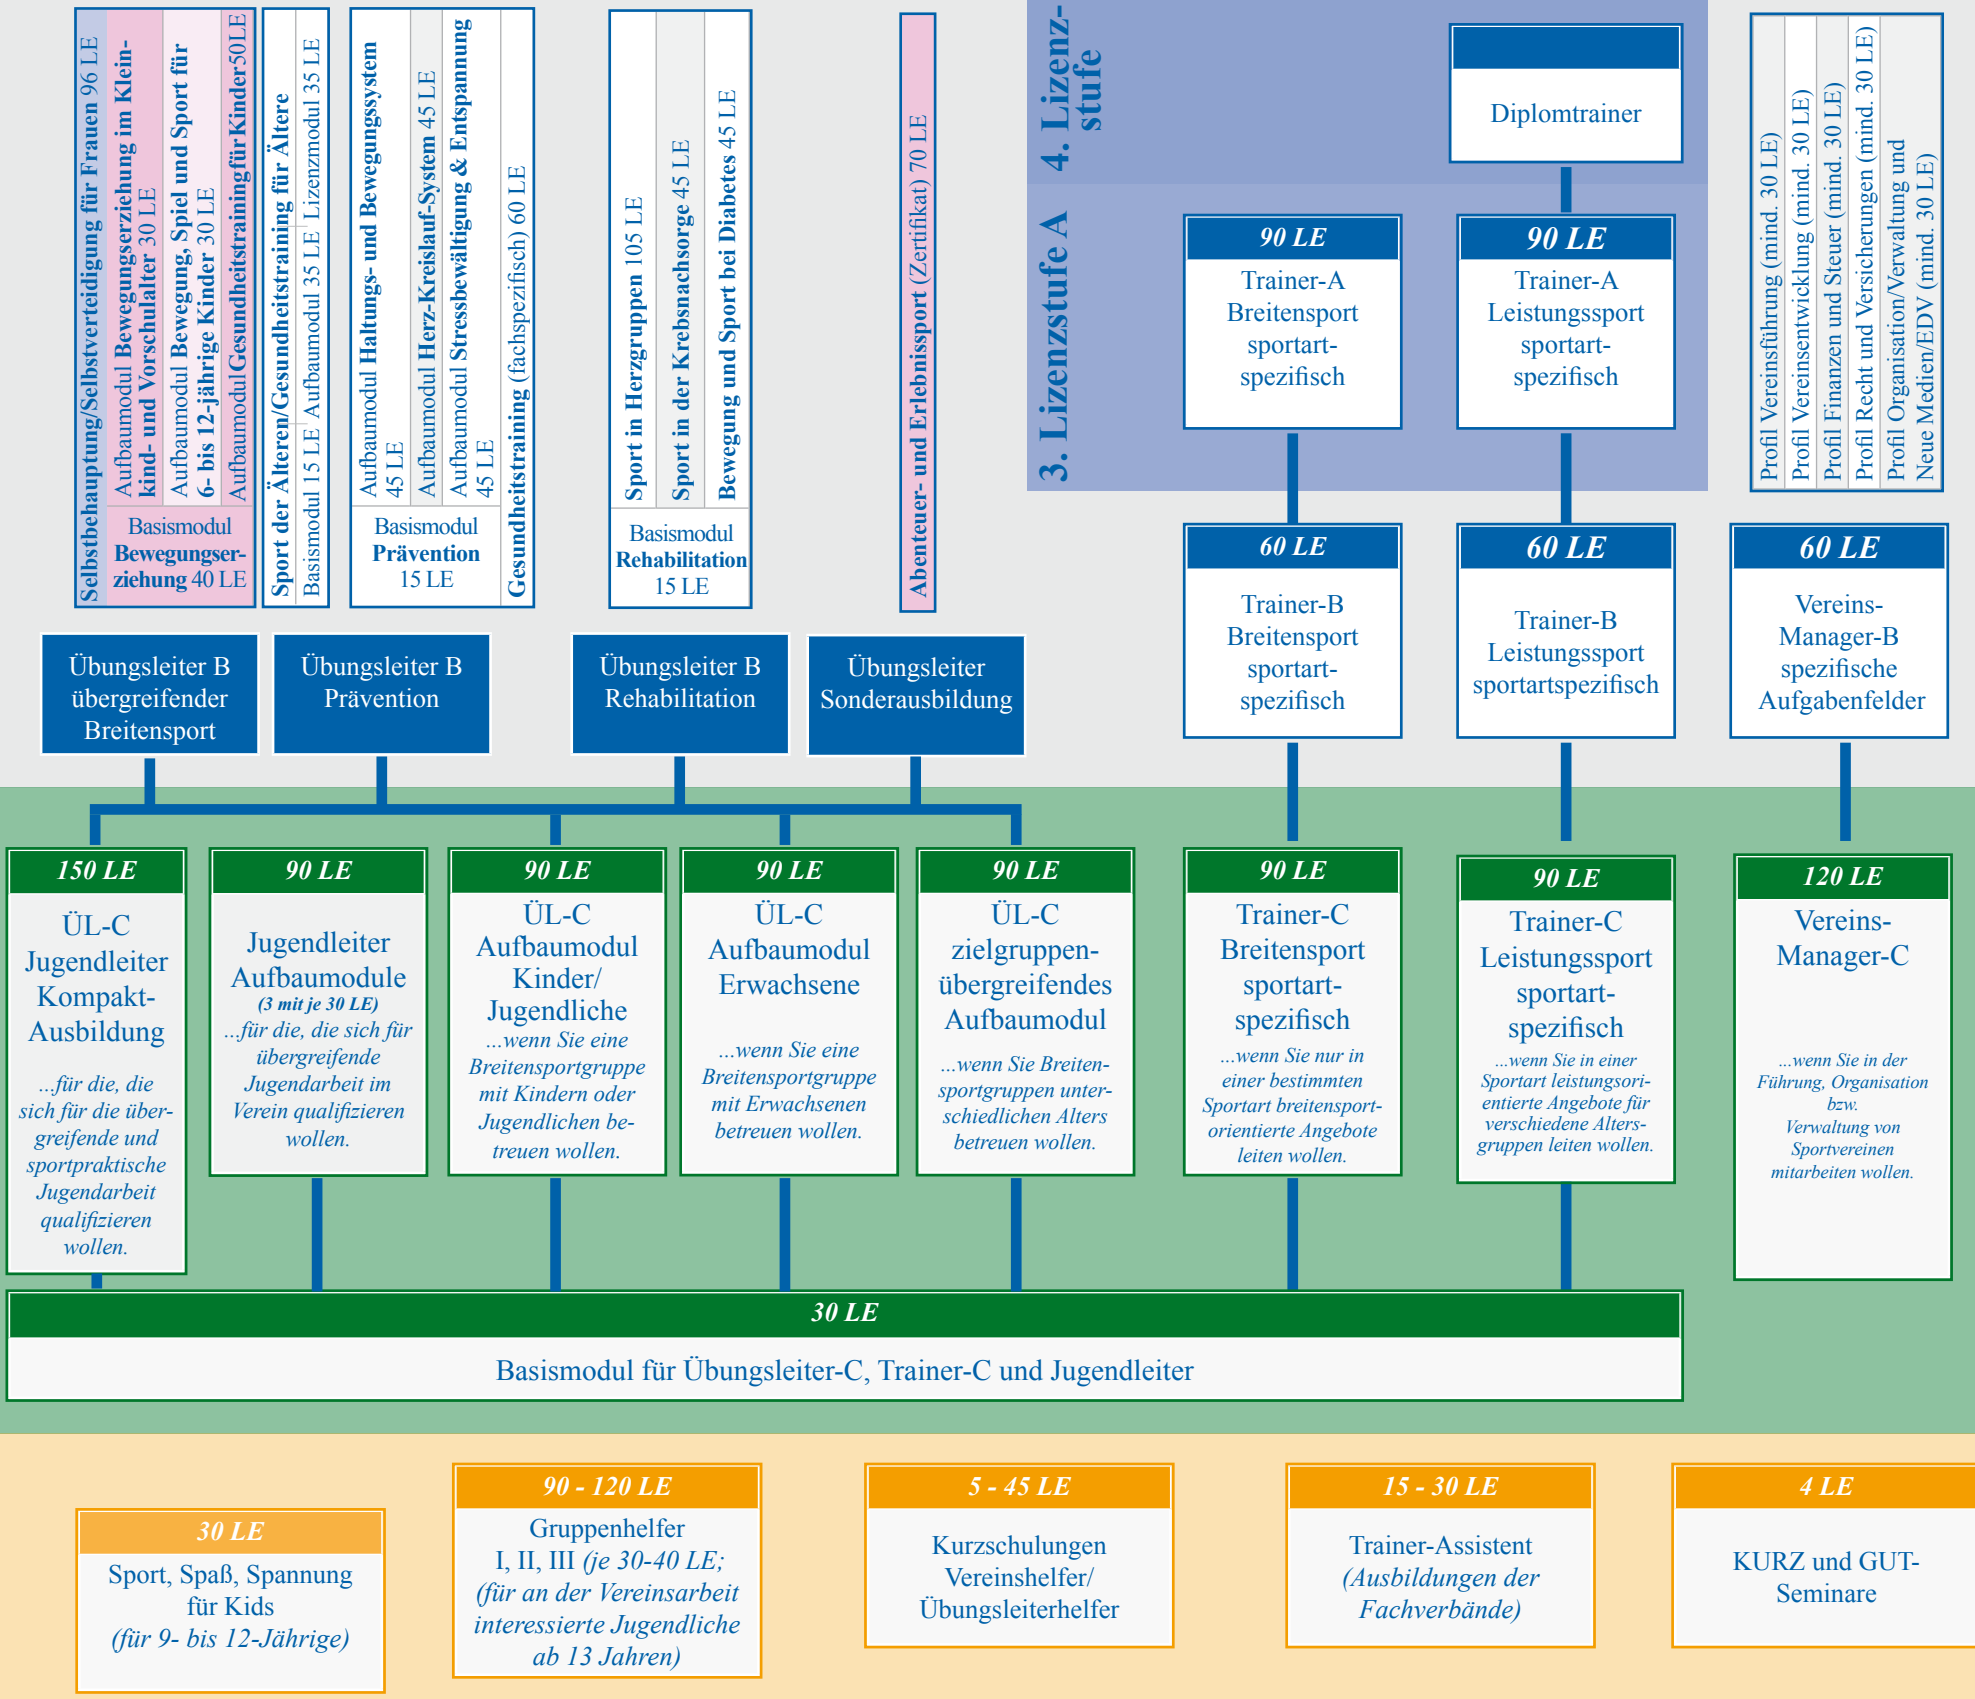 Selbstbehauptung/Selbstverteidigung für Frauen 96 LE
Aufbaumodul Bewegungserziehung im Klein-
kind- und Vorschulalter 30 LE
Aufbaumodul Bewegung, Spiel und Sport für
6- bis 12-jährige Kinder 30 LE
Aufbaumodul Gesundheitstraining für Kinder 50 LE
Basismodul
Bewegungser-
ziehung 40 LE
Sport der Älteren/Gesundheitstraining für Ältere
Basismodul 15 LE Aufbaumodul 35 LE Lizenzmodul 35 LE
Aufbaumodul Haltungs- und Bewegungssystem
45 LE
Aufbaumodul Herz-Kreislauf-System 45 LE
Aufbaumodul Stressbewältigung & Entspannung
45 LE
Basismodul
Prävention
15 LE
Gesundheitstraining (fachspezifisch) 60 LE
Sport in Herzgruppen 105 LE
Sport in der Krebsnachsorge 45 LE
Bewegung und Sport bei Diabetes 45 LE
Basismodul
Rehabilitation
15 LE
Abenteuer- und Erlebnissport (Zertifikat) 70 LE
4. Lizenz-
stufe
3. Lizenzstufe A
Diplomtrainer
90 LE
Trainer-A
Breitensport
sportart-
spezifisch
90 LE
Trainer-A
Leistungssport
sportart-
spezifisch
Profil Vereinsführung (mind. 30 LE)
Profil Vereinsentwicklung (mind. 30 LE)
Profil Finanzen und Steuer (mind. 30 LE)
Profil Recht und Versicherungen (mind. 30 LE)
Profil Organisation/Verwaltung und
Neue Medien/EDV (mind. 30 LE)
60 LE
Trainer-B
Breitensport
sportart-
spezifisch
60 LE
Trainer-B
Leistungssport
sportartspezifisch
60 LE
Vereins-
Manager-B
spezifische
Aufgabenfelder
Übungsleiter B
übergreifender
Breitensport
Übungsleiter B
Prävention
Übungsleiter B
Rehabilitation
Übungsleiter
Sonderausbildung
150 LE
ÜL-C
Jugendleiter
Kompakt-
Ausbildung
...für die, die
sich für die über-
greifende und
sportpraktische
Jugendarbeit
qualifizieren
wollen.
90 LE
Jugendleiter
Aufbaumodule
(3 mit je 30 LE)
...für die, die sich für
übergreifende
Jugendarbeit im
Verein qualifizieren
wollen.
90 LE
ÜL-C
Aufbaumodul
Kinder/
Jugendliche
...wenn Sie eine
Breitensportgruppe
mit Kindern oder
Jugendlichen be-
treuen wollen.
90 LE
ÜL-C
Aufbaumodul
Erwachsene
...wenn Sie eine
Breitensportgruppe
mit Erwachsenen
betreuen wollen.
90 LE
ÜL-C
zielgruppen-
übergreifendes
Aufbaumodul
...wenn Sie Breiten-
sportgruppen unter-
schiedlichen Alters
betreuen wollen.
90 LE
Trainer-C
Breitensport
sportart-
spezifisch
...wenn Sie nur in
einer bestimmten
Sportart breitensport-
orientierte Angebote
leiten wollen.
90 LE
Trainer-C
Leistungssport
sportart-
spezifisch
...wenn Sie in einer
Sportart leistungsori-
entierte Angebote für
verschiedene Alters-
gruppen leiten wollen.
120 LE
Vereins-
Manager-C
...wenn Sie in der
Führung, Organisation
bzw.
Verwaltung von
Sportvereinen
mitarbeiten wollen.
30 LE
Basismodul für Übungsleiter-C, Trainer-C und Jugendleiter
30 LE
Sport, Spaß, Spannung
für Kids
(für 9- bis 12-Jährige)
90 - 120 LE
Gruppenhelfer
I, II, III (je 30-40 LE;
(für an der Vereinsarbeit
interessierte Jugendliche
ab 13 Jahren)
5 - 45 LE
Kurzschulungen
Vereinshelfer/
Übungsleiterhelfer
15 - 30 LE
Trainer-Assistent
(Ausbildungen der
Fachverbände)
4 LE
KURZ und GUT-
Seminare